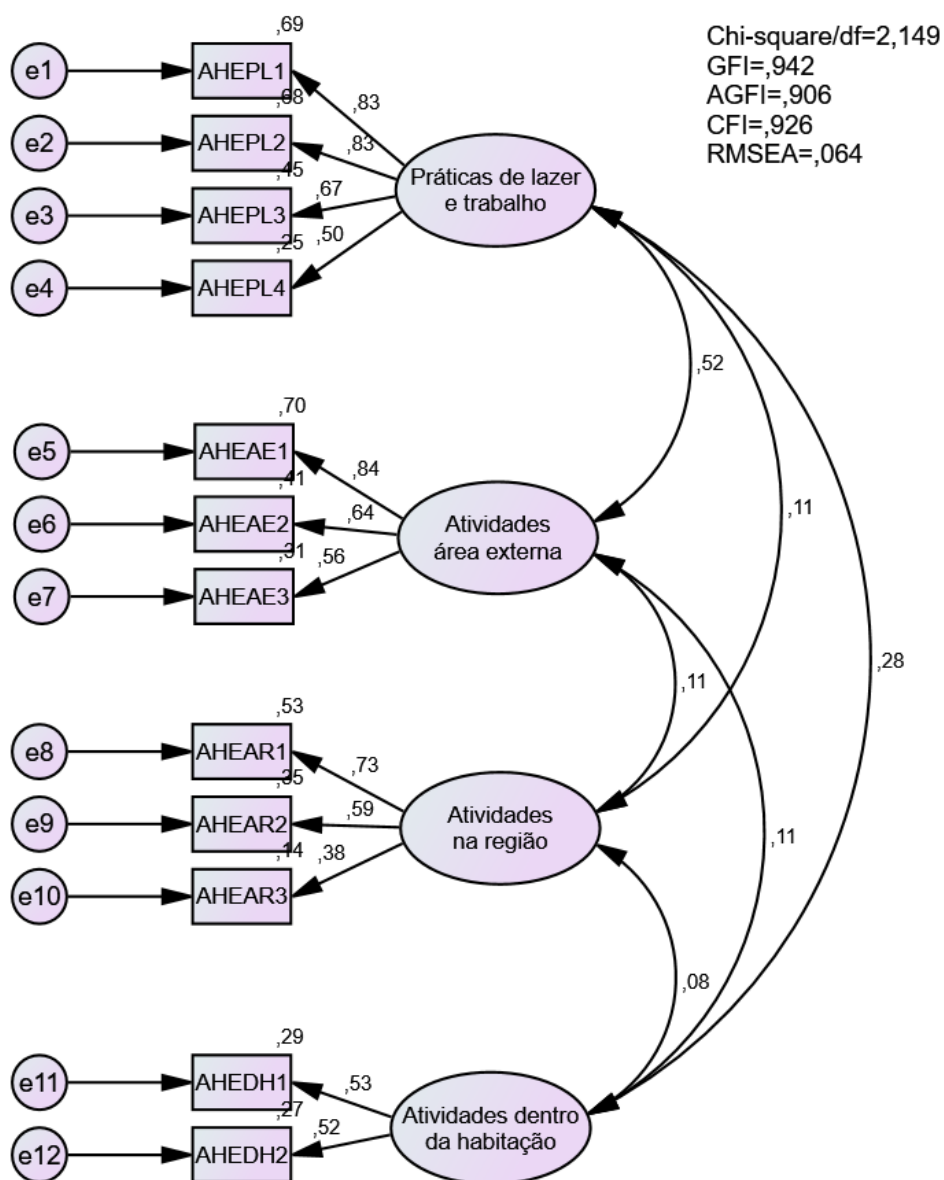 Chi-square/df=2,149
GFI=,942
AGFI=,906
CFI=,926
RMSEA=,064
,69
e1
AHEPL1
,83
,68
e2
AHEPL2
,83
,45
e3
AHEPL3
,67
,25
e4
AHEPL4
,50
Práticas de lazer
e trabalho
,52
,11
,28
,70
e5
AHEAE1
,84
,41
e6
AHEAE2
,64
,31
e7
AHEAE3
,56
Atividades
área externa
,11
,11
,53
e8
AHEAR1
,73
,35
e9
AHEAR2
,59
,14
e10
AHEAR3
,38
Atividades
na região
,08
,29
e11
AHEDH1
,53
,27
e12
AHEDH2
,52
Atividades dentro
da habitação